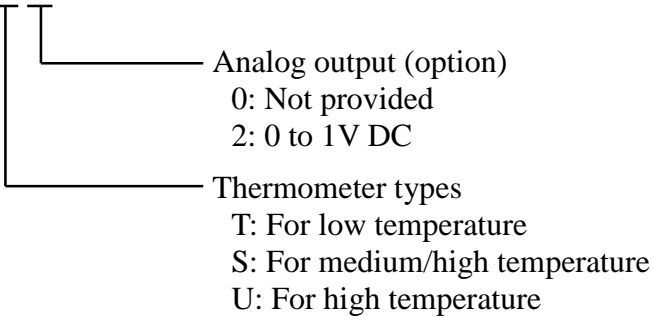 Analog output (option)
0: Not provided
2: 0 to 1V DC
Thermometer types
T: For low temperature
S: For medium/high temperature
U: For high temperature